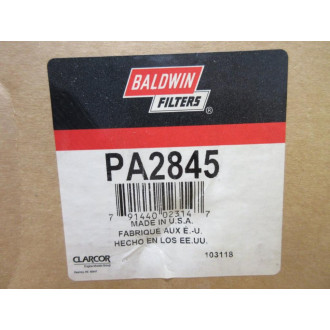 BALDWIN
FILTERS
®
PA2845
7 91440 02314 7
MADE IN U.S.A.
FABRIQUE AUX É.-U.
HECHO EN LOS EE.UU.
CLARCOR
103118